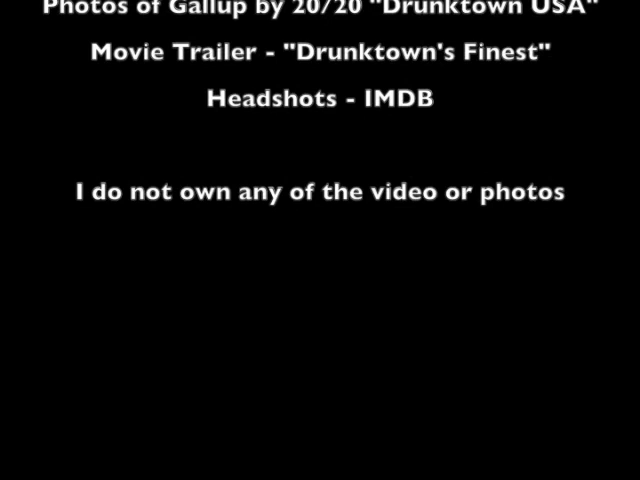 Photos of Gallup by 20/20 "Drunktown USA"
Movie Trailer - "Drunktown's Finest"
Headshots - IMDB
I do not own any of the video or photos